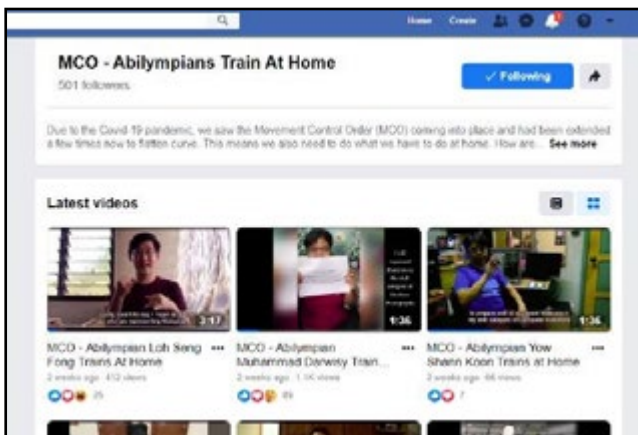 Home Create
MCO - Abilympians Train At Home
501 followers
✓ Following
Due to the Covid-19 pandemic, we saw the Movement Control Order (MCO) coming into place and had been extended
a few times now to flatten curve. This means we also need to do what we have to do at home. How are... See more
Latest videos
3:17
1:36
1:36
MCO - Abilympian Loh Seng
Fong Trains At Home
2 weeks ago · 412 views
25
MCO - Abilympian
Muhammad Darwisy Train...
2 weeks ago · 1.1K views
MCO - Abilympian Yow
Shann Koon Trains at Home
2 weeks ago · 66 views
7